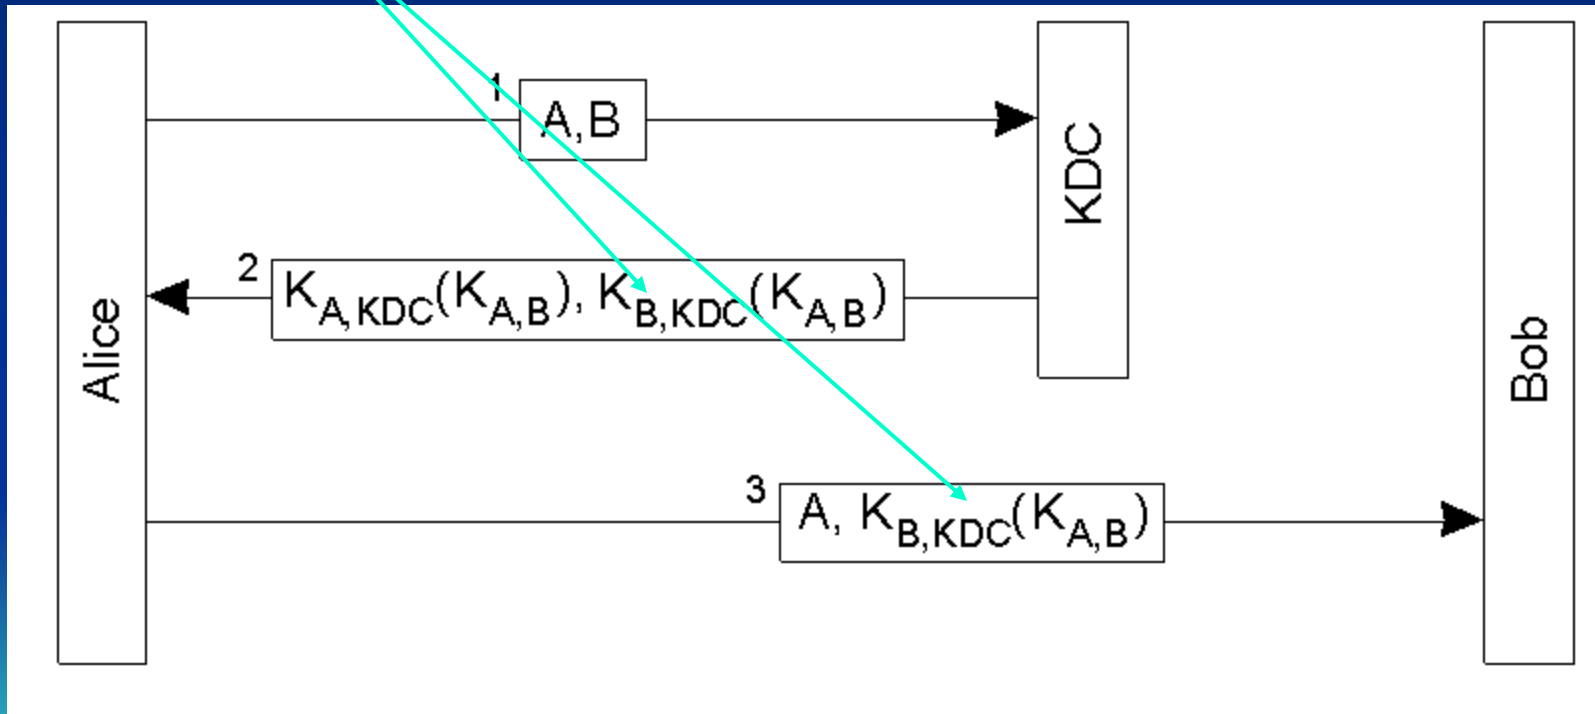 1
A,B
KDC
2
K_A,KDC(K_A,B), K_B,KDC(K_A,B)
Alice
Bob
3
A, K_B,KDC(K_A,B)